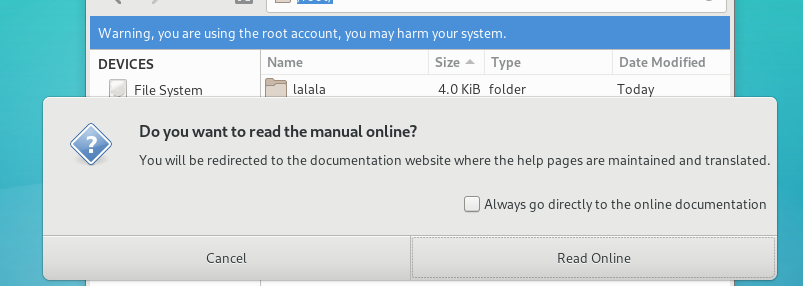 Warning, you are using the root account, you may harm your system.
DEVICES
Name Size Type Date Modified
File System
lalala 4.0 KiB folder Today
Do you want to read the manual online?
You will be redirected to the documentation website where the help pages are maintained and translated.
Always go directly to the online documentation
Cancel Read Online